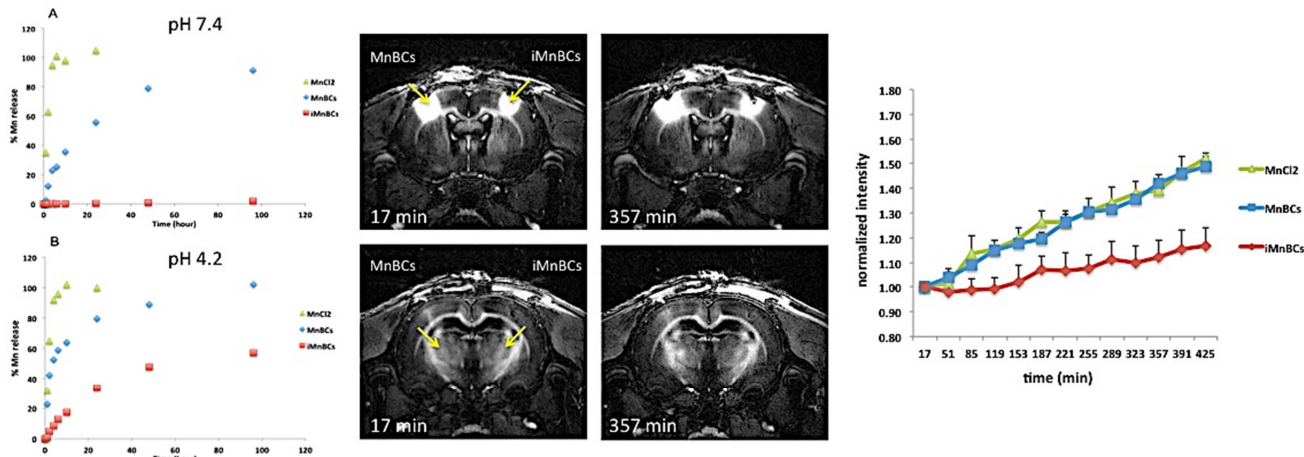 A
pH 7.4
120
100
80
60
40
20
0
% Mn release
0 20 40 60 80 100 120
Time (hour)
MnCl2
MnBCs
iMnBCs
B
pH 4.2
120
100
80
60
40
20
0
% Mn release
0 20 40 60 80 100 120
MnCl2
MnBCs
iMnBCs
MnBCs iMnBCs
17 min
357 min
MnBCs iMnBCs
17 min
357 min
1.80
1.70
1.60
1.50
1.40
1.30
1.20
1.10
1.00
0.90
0.80
normalized intensity
17 51 85 119 153 187 221 255 289 323 357 391 425
time (min)
MnCl2
MnBCs
iMnBCs